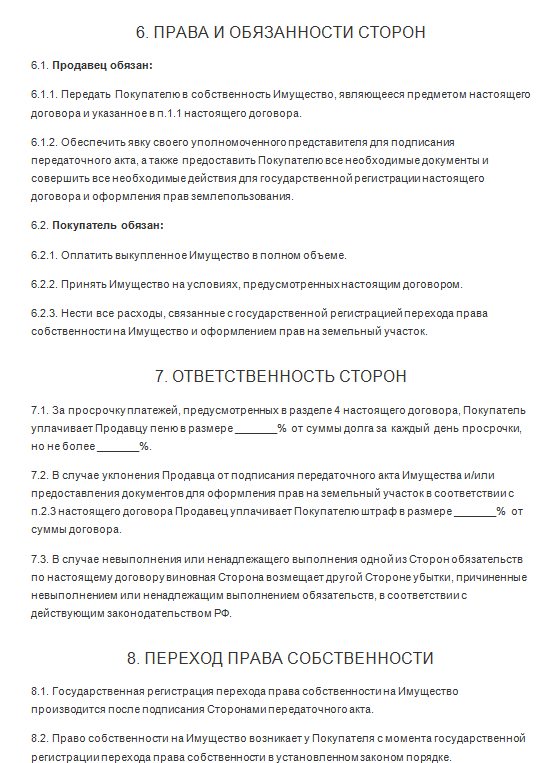 6. ПРАВА И ОБЯЗАННОСТИ СТОРОН
6.1. Продавец обязан:
6.1.1. Передать Покупателю в собственность Имущество, являющееся предметом настоящего
договора и указанное в п.1.1 настоящего договора.
6.1.2. Обеспечить явку своего уполномоченного представителя для подписания
передаточного акта, а также предоставить Покупателю все необходимые документы и
совершить все необходимые действия для государственной регистрации настоящего
договора и оформления прав землепользования.
6.2. Покупатель обязан:
6.2.1. Оплатить выкупленное Имущество в полном объеме.
6.2.2. Принять Имущество на условиях, предусмотренных настоящим договором.
6.2.3. Нести все расходы, связанные с государственной регистрацией перехода права
собственности на Имущество и оформлением прав на земельный участок.
7. ОТВЕТСТВЕННОСТЬ СТОРОН
7.1. За просрочку платежей, предусмотренных в разделе 4 настоящего договора, Покупатель
уплачивает Продавцу пеню в размере _______% от суммы долга за каждый день просрочки,
но не более _______%.
7.2. В случае уклонения Продавца от подписания передаточного акта Имущества и/или
предоставления документов для оформления прав на земельный участок в соответствии с
п.2.3 настоящего договора Продавец уплачивает Покупателю штраф в размере _______% от
суммы договора.
7.3. В случае невыполнения или ненадлежащего выполнения одной из Сторон обязательств
по настоящему договору виновная Сторона возмещает другой Стороне убытки, причиненные
невыполнением или ненадлежащим выполнением обязательств, в соответствии с
действующим законодательством РФ.
8. ПЕРЕХОД ПРАВА СОБСТВЕННОСТИ
8.1. Государственная регистрация перехода права собственности на Имущество
производится после подписания Сторонами передаточного акта.
8.2. Право собственности на Имущество возникает у Покупателя с момента государственной
регистрации перехода права собственности в установленном законом порядке.